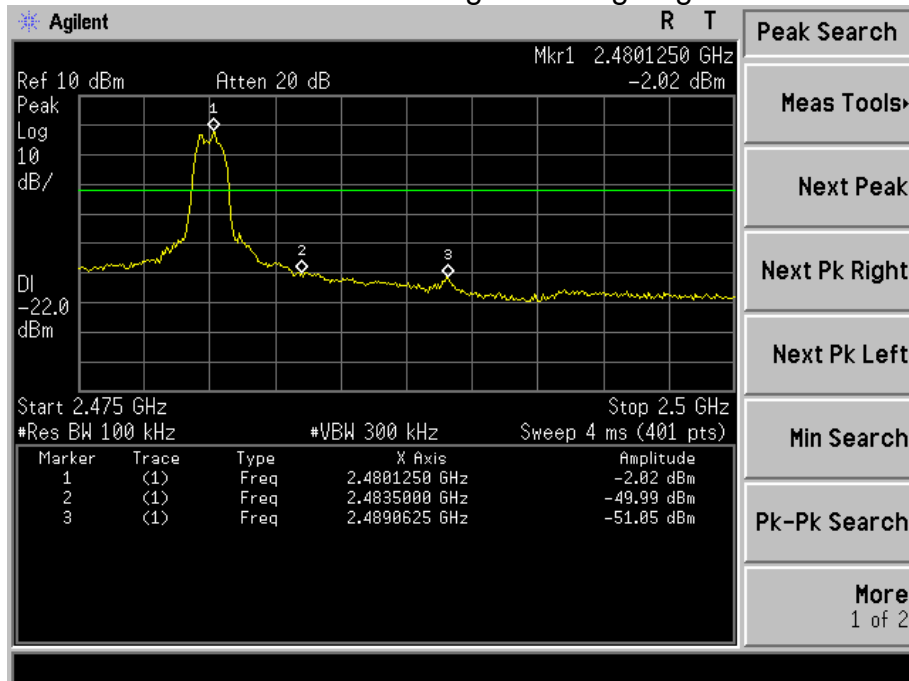 Agilent
R T
Peak Search
Mkr1 2.4801250 GHz
Ref 10 dBm Atten 20 dB -2.02 dBm
Peak
Log
10
dB/
1
2
3
DI
-22.0
dBm
Start 2.475 GHz Stop 2.5 GHz
#Res BW 100 kHz #VBW 300 kHz Sweep 4 ms (401 pts)
Marker Trace Type X Axis Amplitude
1 (1) Freq 2.4801250 GHz -2.02 dBm
2 (1) Freq 2.4835000 GHz -49.99 dBm
3 (1) Freq 2.4890625 GHz -51.05 dBm
Meas Tools
Next Peak
Next Pk Right
Next Pk Left
Min Search
Pk-Pk Search
More
1 of 2